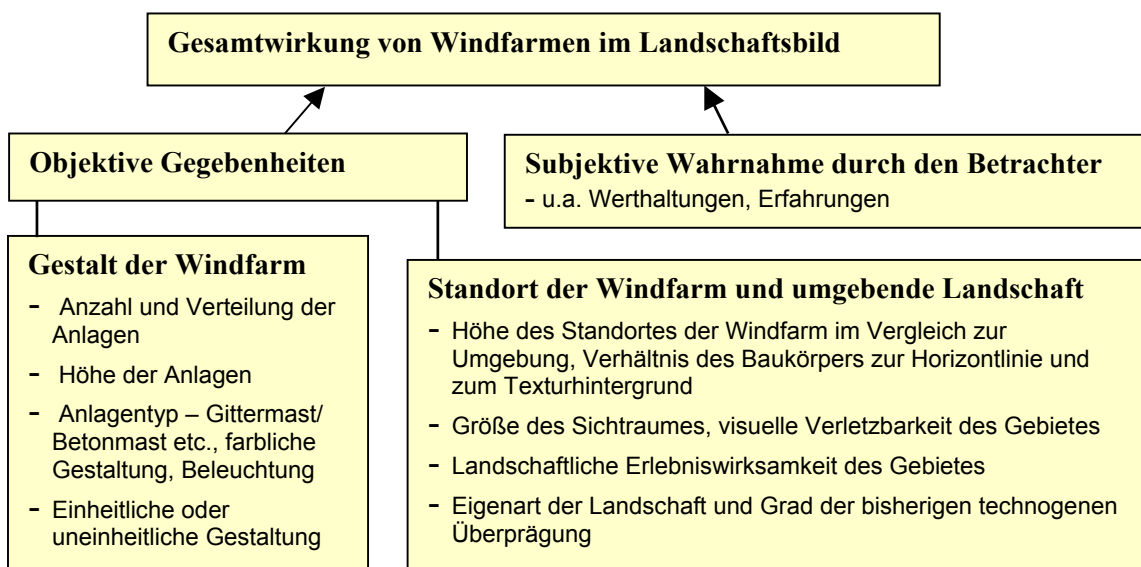 Gesamtwirkung von Windfarmen im Landschaftsbild
Objektive Gegebenheiten
Subjektive Wahrnahme durch den Betrachter
- u.a. Werthaltungen, Erfahrungen
Gestalt der Windfarm
- Anzahl und Verteilung der
Anlagen
- Höhe der Anlagen
- Anlagentyp – Gittermast/
Betonmast etc., farbliche
Gestaltung, Beleuchtung
- Einheitliche oder
uneinheitliche Gestaltung
Standort der Windfarm und umgebende Landschaft
- Höhe des Standortes der Windfarm im Vergleich zur
Umgebung, Verhältnis des Baukörpers zur Horizontlinie und
zum Texturhintergrund
- Größe des Sichtraumes, visuelle Verletzbarkeit des Gebietes
- Landschaftliche Erlebniswirksamkeit des Gebietes
- Eigenart der Landschaft und Grad der bisherigen technogenen
Überprägung